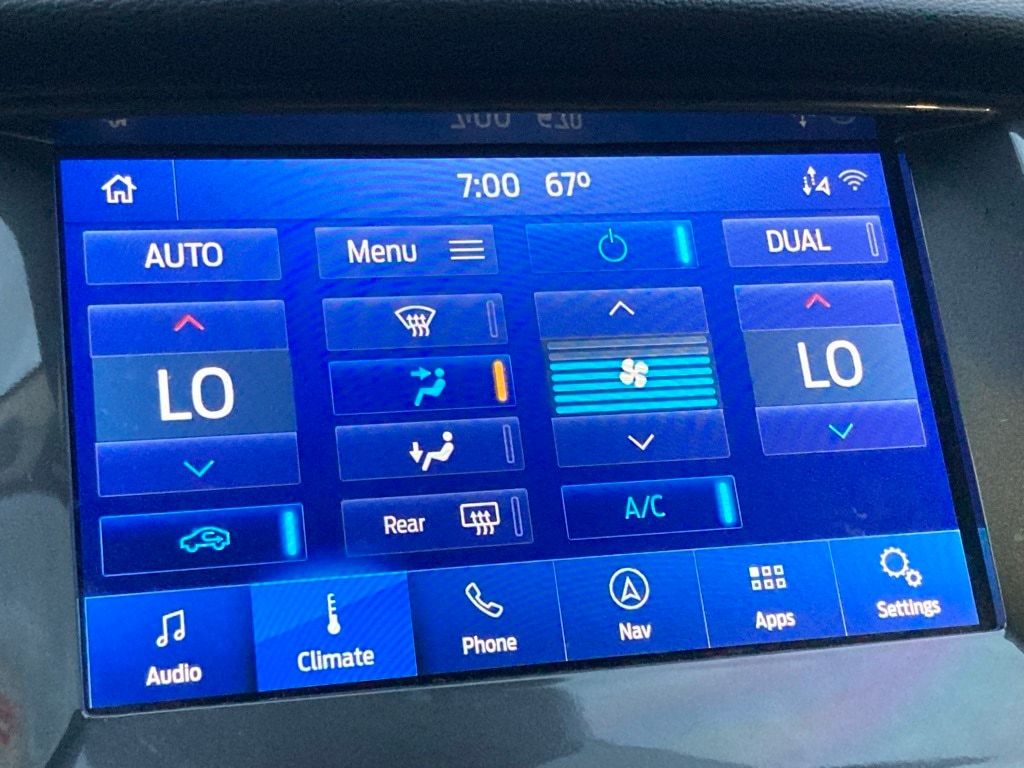 7:00 67°
AUTO
Menu
DUAL
LO
LO
Rear
A/C
Audio
Climate
Phone
Nav
Apps
Settings